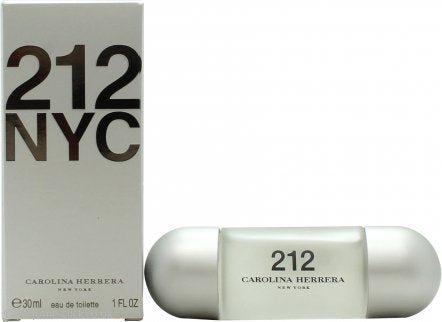 212
NYC
CAROLINA HERRERA
NEW YORK
℮30ml eau de toilette 1 FL OZ
212
CAROLINA HERRERA
NEW YORK